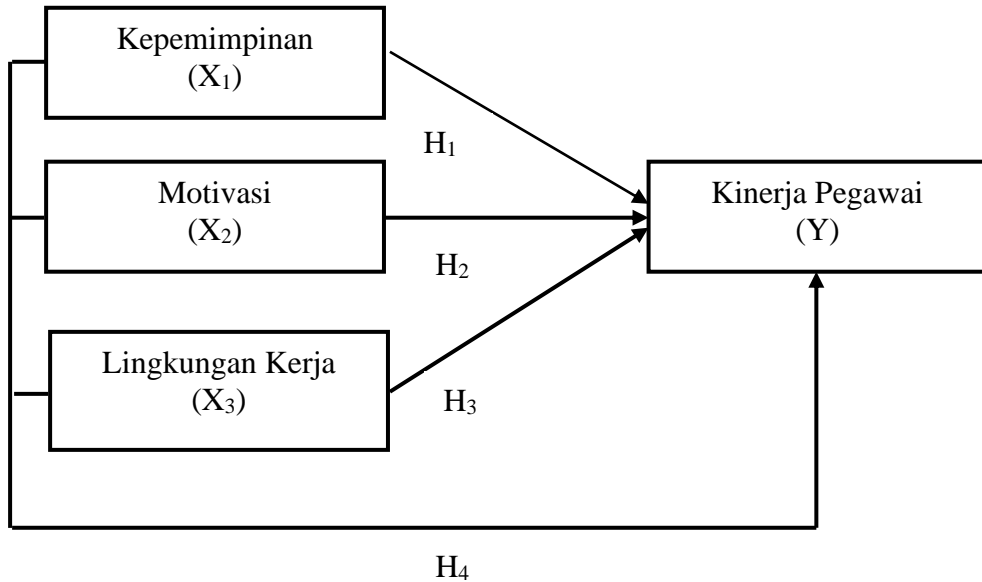 Kepemimpinan
(X₁)
H₁
Motivasi
(X₂)
Kinerja Pegawai
(Y)
H₂
Lingkungan Kerja
(X₃)
H₃
H₄